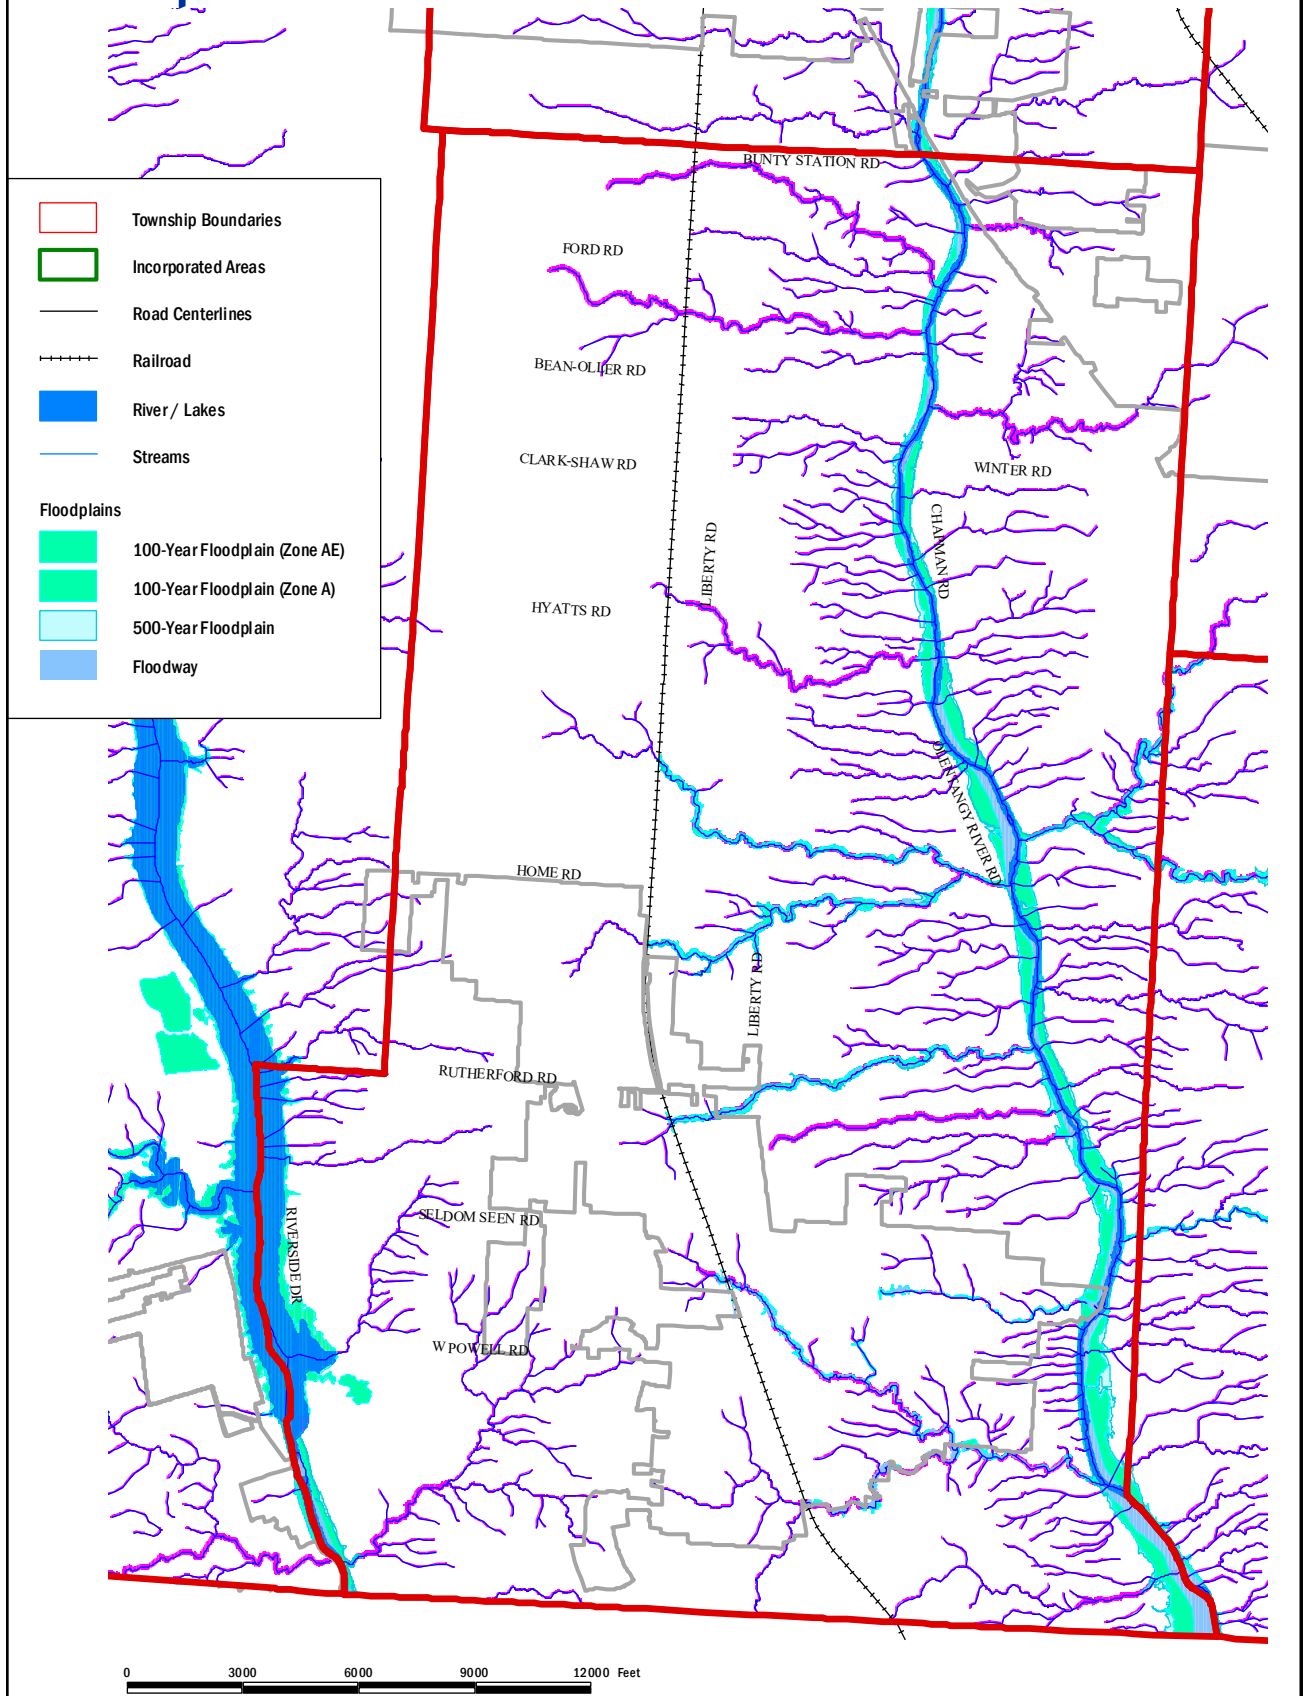 BUNTY STATION RD
Township Boundaries
FORD RD
Incorporated Areas
Road Centerlines
Railroad
BEAN-OLLER RD
River / Lakes
Streams
CLARK-SHAW RD
WINTER RD
Floodplains
100-Year Floodplain (Zone AE)
CHAPMAN RD
LIBERTY RD
100-Year Floodplain (Zone A)
HYATTS RD
500-Year Floodplain
Floodway
OLENTANGY RIVER RD
HOME RD
LIBERTY RD
RUTHERFORD RD
SELDOM SEEN RD
RIVERSIDE DR
W POWELL RD
0 3000 6000 9000 12000 Feet